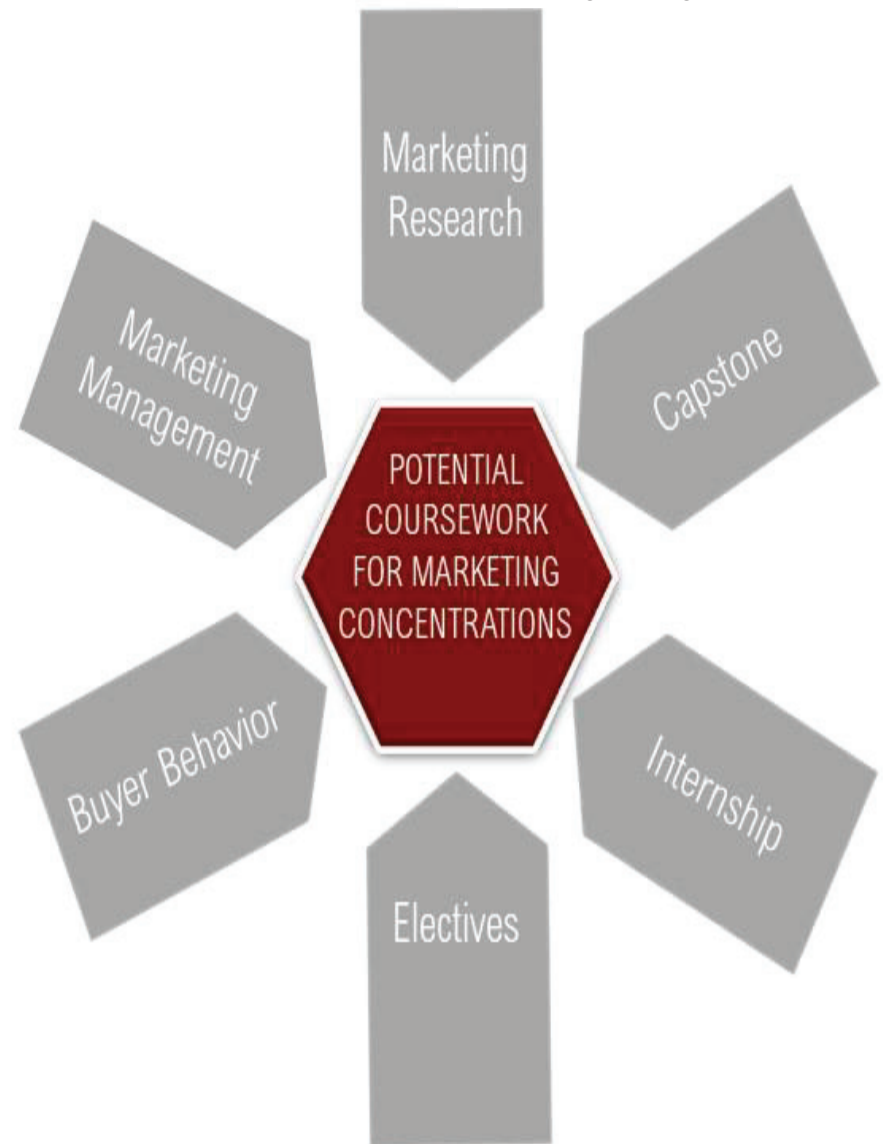 Marketing
Research
Capstone
Marketing
Management
POTENTIAL
COURSEWORK
FOR MARKETING
CONCENTRATIONS
Buyer Behavior
Internship
Electives